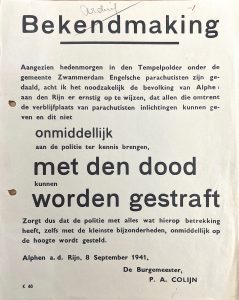 Bekendmaking
Aangezien hedenmorgen in den Tempelpolder onder de
gemeente Zwammerdam Engelsche parachutisten zijn ge-
daald, acht ik het noodzakelijk de bevolking van Alphen
aan den Rijn er ernstig op te wijzen, dat allen die omtrent
de verblijfplaats van parachutisten inlichtingen kunnen ge-
ven en dit niet
onmiddellijk
aan de politie ter kennis brengen,
met den dood
kunnen
worden gestraft
Zorgt dus dat de politie met alles wat hierop betrekking
heeft, zelfs met de kleinste bijzonderheden, onmiddellijk op
de hoogte wordt gesteld.
Alphen a.d. Rijn, 8 September 1941,
De Burgemeester,
P. A. COLIJN
K 60